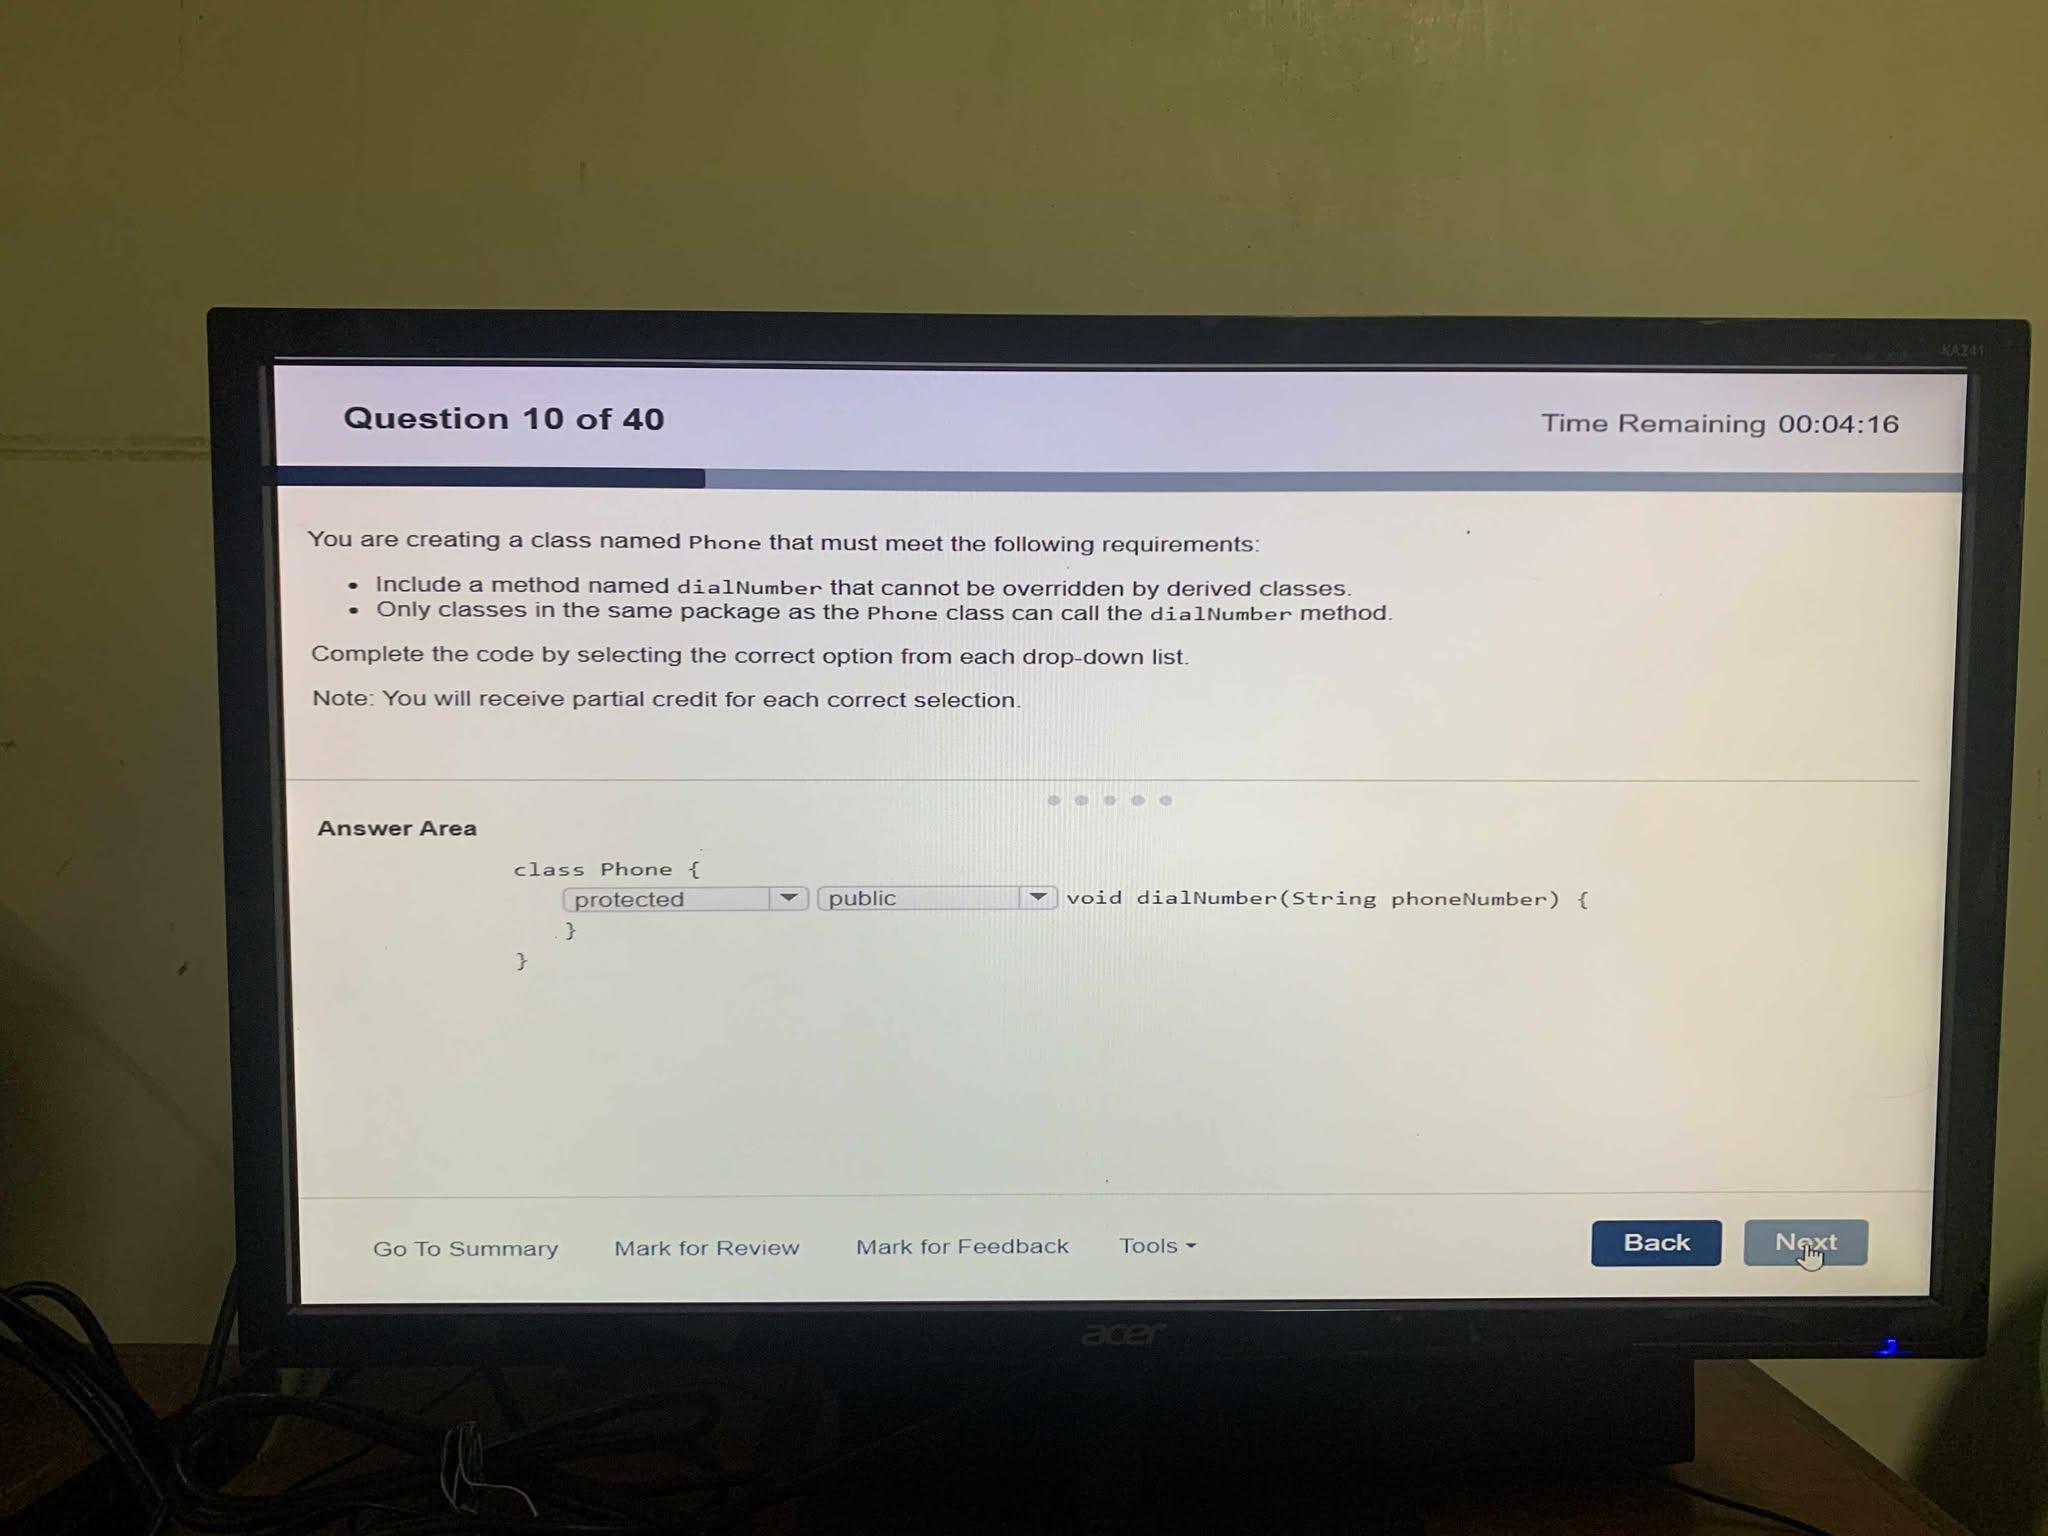 KA241
Question 10 of 40
Time Remaining 00:04:16
You are creating a class named Phone that must meet the following requirements:
• Include a method named dialNumber that cannot be overridden by derived classes.
• Only classes in the same package as the Phone class can call the dialNumber method.
Complete the code by selecting the correct option from each drop-down list.
Note: You will receive partial credit for each correct selection.
Answer Area
class Phone {
protected public void dialNumber(String phoneNumber) {
}
}
Go To Summary Mark for Review Mark for Feedback Tools Back Next
acer